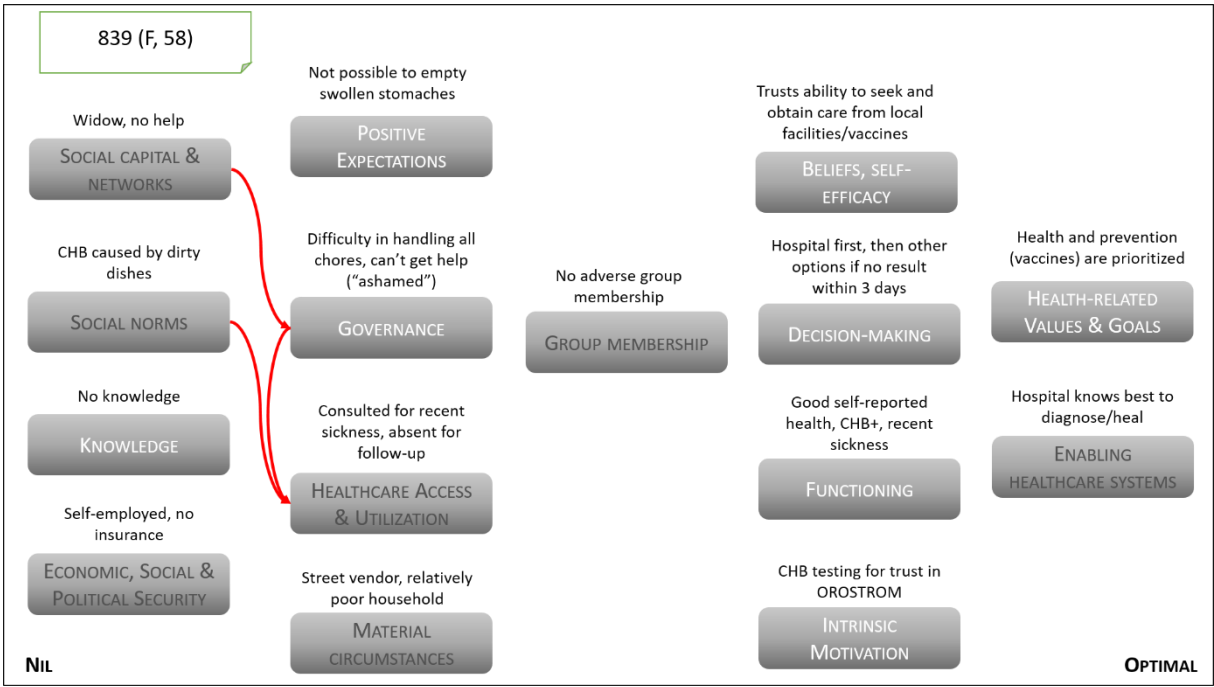 839 (F, 58)
Widow, no help
SOCIAL CAPITAL &
NETWORKS
CHB caused by dirty
dishes
SOCIAL NORMS
No knowledge
KNOWLEDGE
Self-employed, no
insurance
ECONOMIC, SOCIAL &
POLITICAL SECURITY
Not possible to empty
swollen stomaches
POSITIVE
EXPECTATIONS
Difficulty in handling all
chores, can't get help
("ashamed")
GOVERNANCE
Consulted for recent
sickness, absent for
follow-up
HEALTHCARE ACCESS
& UTILIZATION
Street vendor, relatively
poor household
MATERIAL
CIRCUMSTANCES
No adverse group
membership
GROUP MEMBERSHIP
Trusts ability to seek and
obtain care from local
facilities/vaccines
BELIEFS, SELF-
EFFICACY
Hospital first, then other
options if no result
within 3 days
DECISION-MAKING
Good self-reported
health, CHB+, recent
sickness
FUNCTIONING
CHB testing for trust in
OROSTROM
INTRINSIC
MOTIVATION
Health and prevention
(vaccines) are prioritized
HEALTH-RELATED
VALUES & GOALS
Hospital knows best to
diagnose/heal
ENABLING
HEALTHCARE SYSTEMS
NIL
OPTIMAL